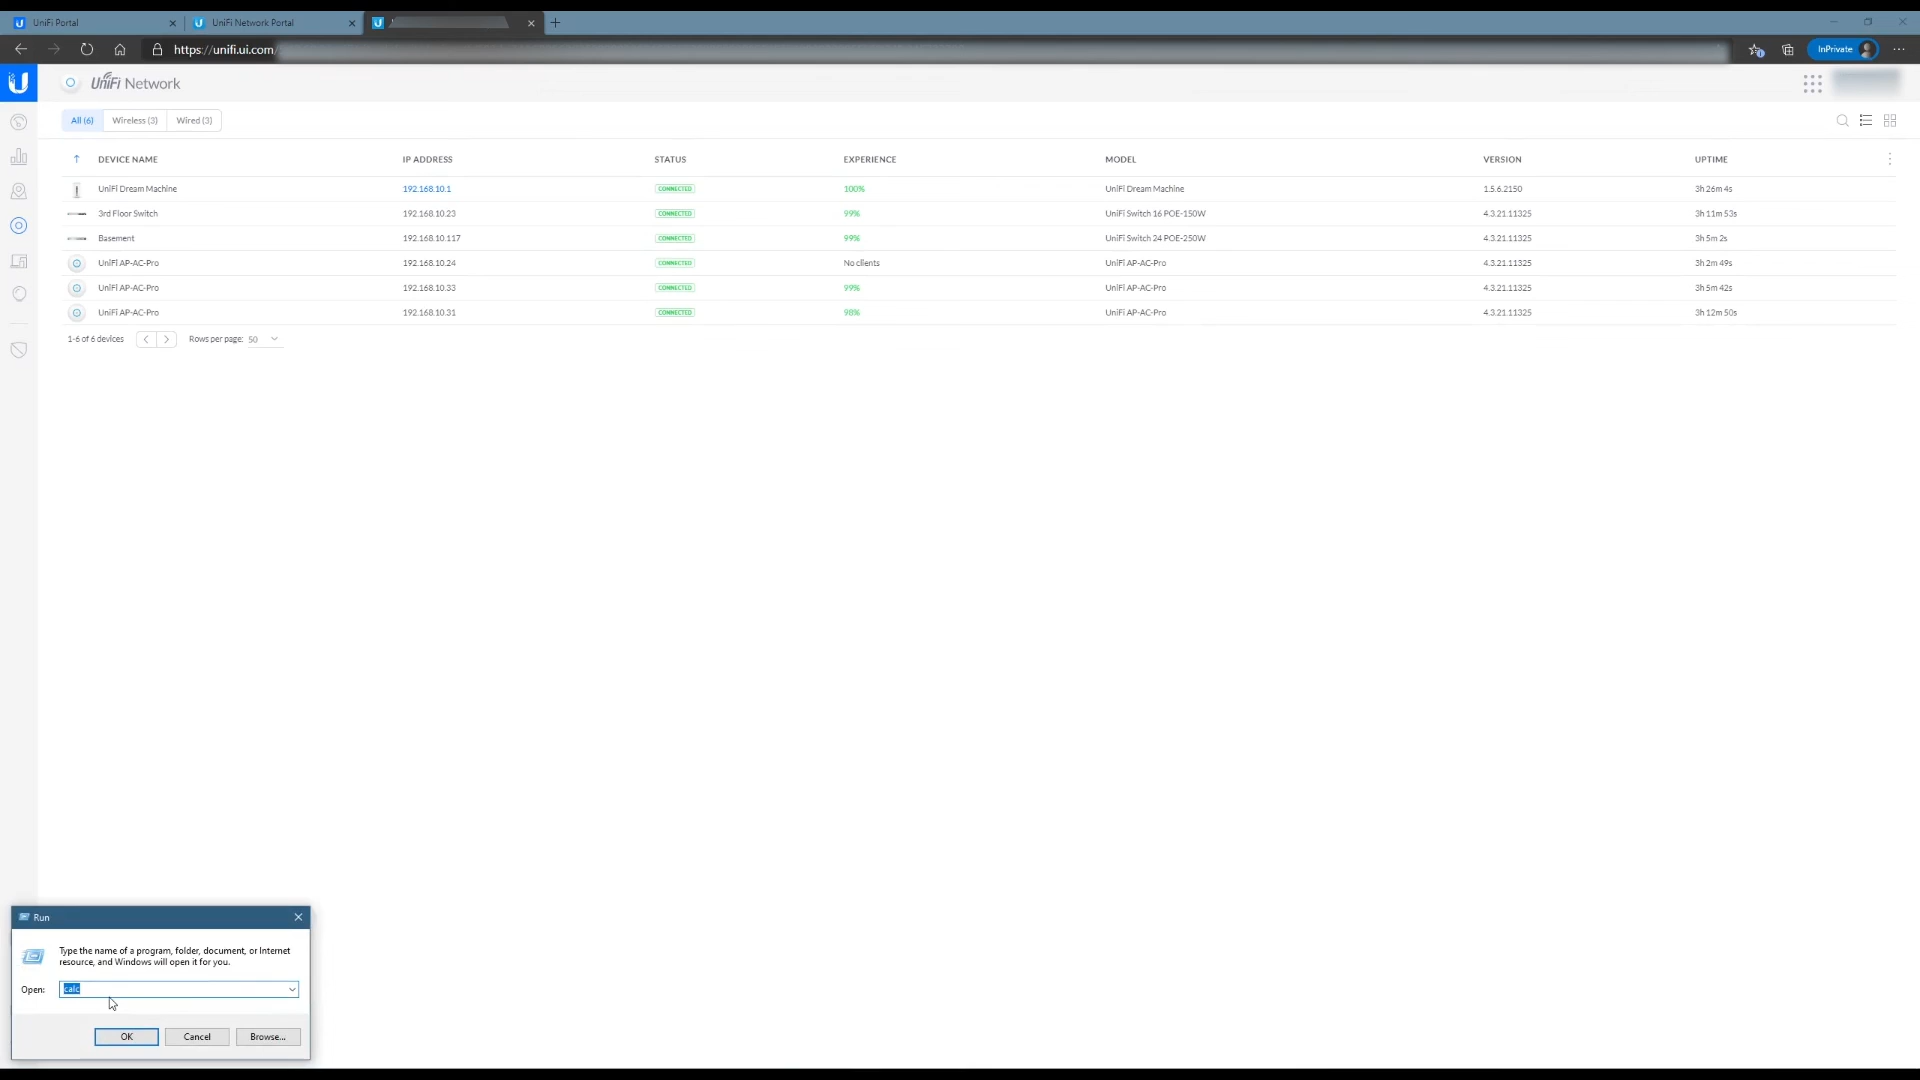 UniFi Portal
UniFi Network Portal
https://unifi.ui.com/
InPrivate
UniFi Network
All (6)
Wireless (3)
Wired (3)
DEVICE NAME IP ADDRESS STATUS EXPERIENCE MODEL VERSION UPTIME
UniFi Dream Machine 192.168.10.1 CONNECTED 100% UniFi Dream Machine 1.5.6.2150 3h 26m 4s
3rd Floor Switch 192.168.10.23 CONNECTED 99% UniFi Switch 16 POE-150W 4.3.21.11325 3h 11m 53s
Basement 192.168.10.117 CONNECTED 99% UniFi Switch 24 POE-250W 4.3.21.11325 3h 5m 2s
UniFi AP-AC-Pro 192.168.10.24 CONNECTED No clients UniFi AP-AC-Pro 4.3.21.11325 3h 2m 49s
UniFi AP-AC-Pro 192.168.10.33 CONNECTED 99% UniFi AP-AC-Pro 4.3.21.11325 3h 5m 42s
UniFi AP-AC-Pro 192.168.10.31 CONNECTED 98% UniFi AP-AC-Pro 4.3.21.11325 3h 12m 50s
1-6 of 6 devices
Rows per page: 50
Run
Type the name of a program, folder, document, or Internet
resource, and Windows will open it for you.
Open: calc
OK
Cancel
Browse...